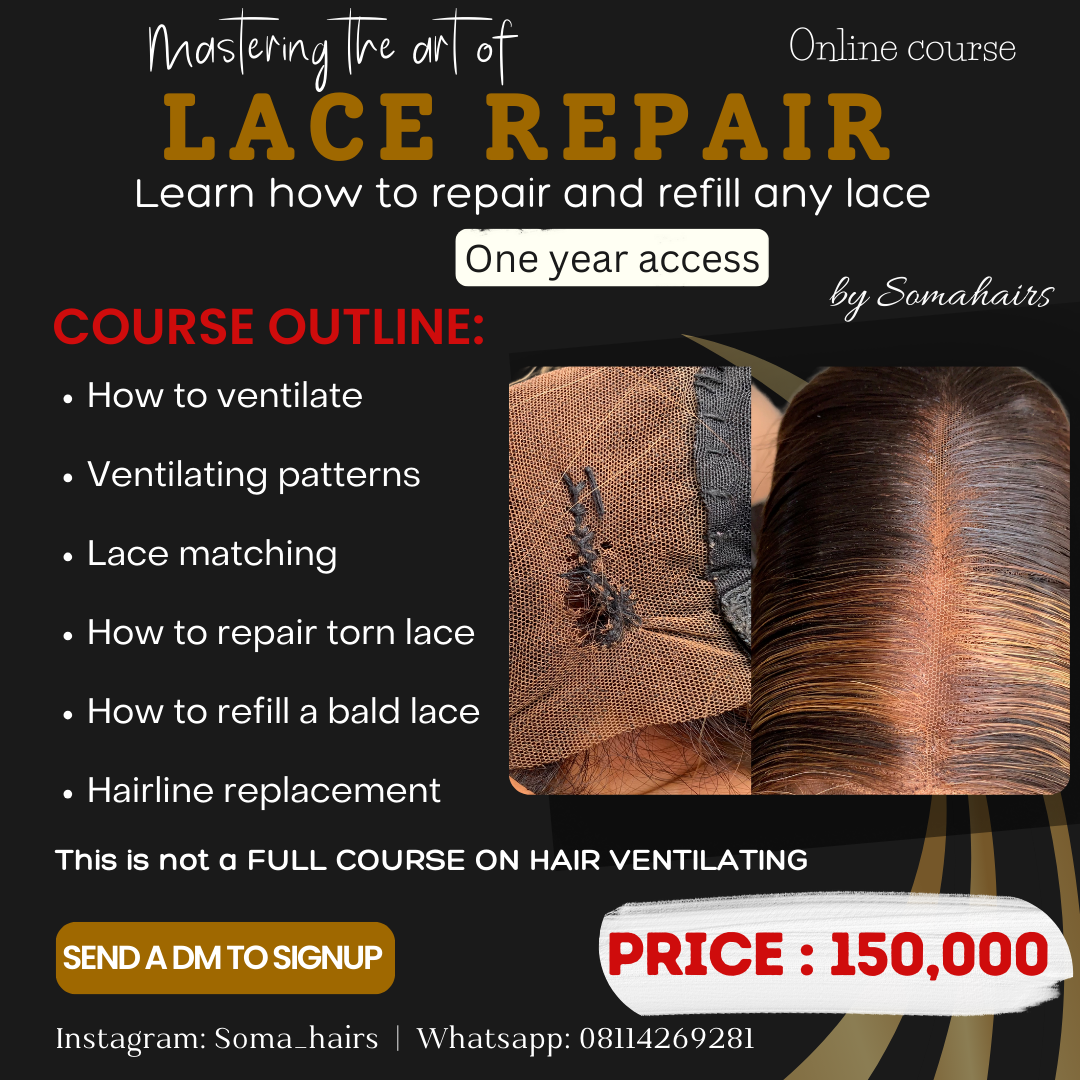 Mastering the art of
Online course
LACE REPAIR
Learn how to repair and refill any lace
One year access
by Somahairs
COURSE OUTLINE:
• How to ventilate
• Ventilating patterns
• Lace matching
• How to repair torn lace
• How to refill a bald lace
• Hairline replacement
This is not a FULL COURSE ON HAIR VENTILATING
SEND A DM TO SIGNUP
PRICE : 150,000
Instagram: Soma_hairs | Whatsapp: 08114269281